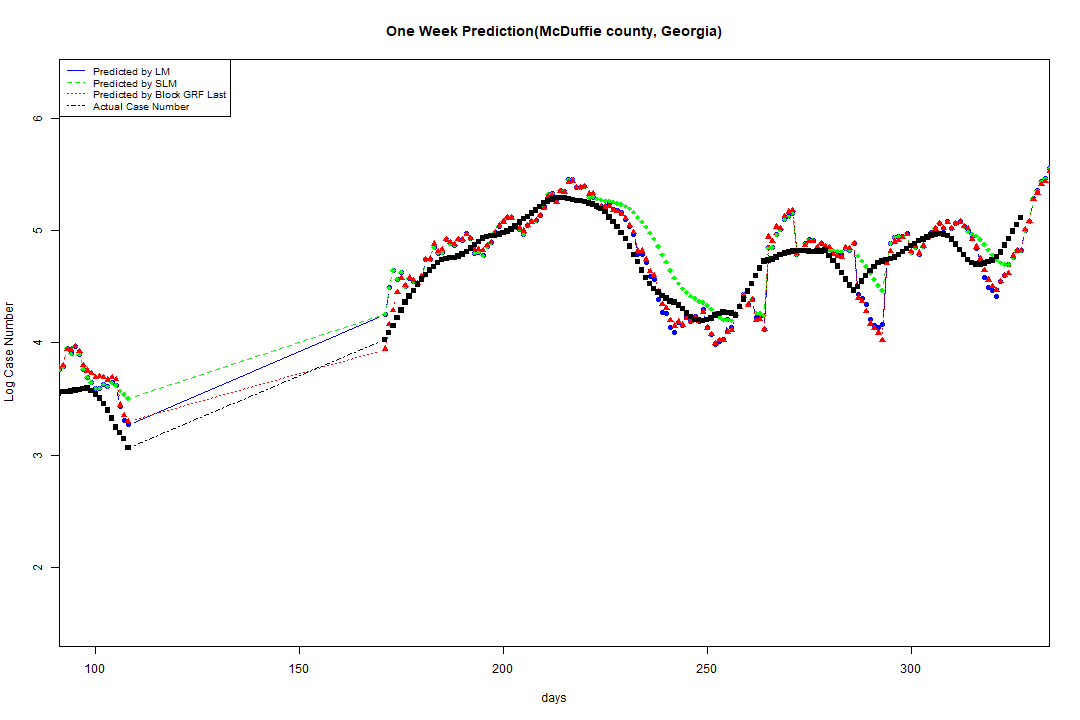 One Week Prediction(McDuffie county, Georgia)
Predicted by LM
Predicted by SLM
Predicted by Block GRF Last
Actual Case Number
6
5
4
3
2
Log Case Number
100 150 200 250 300
days